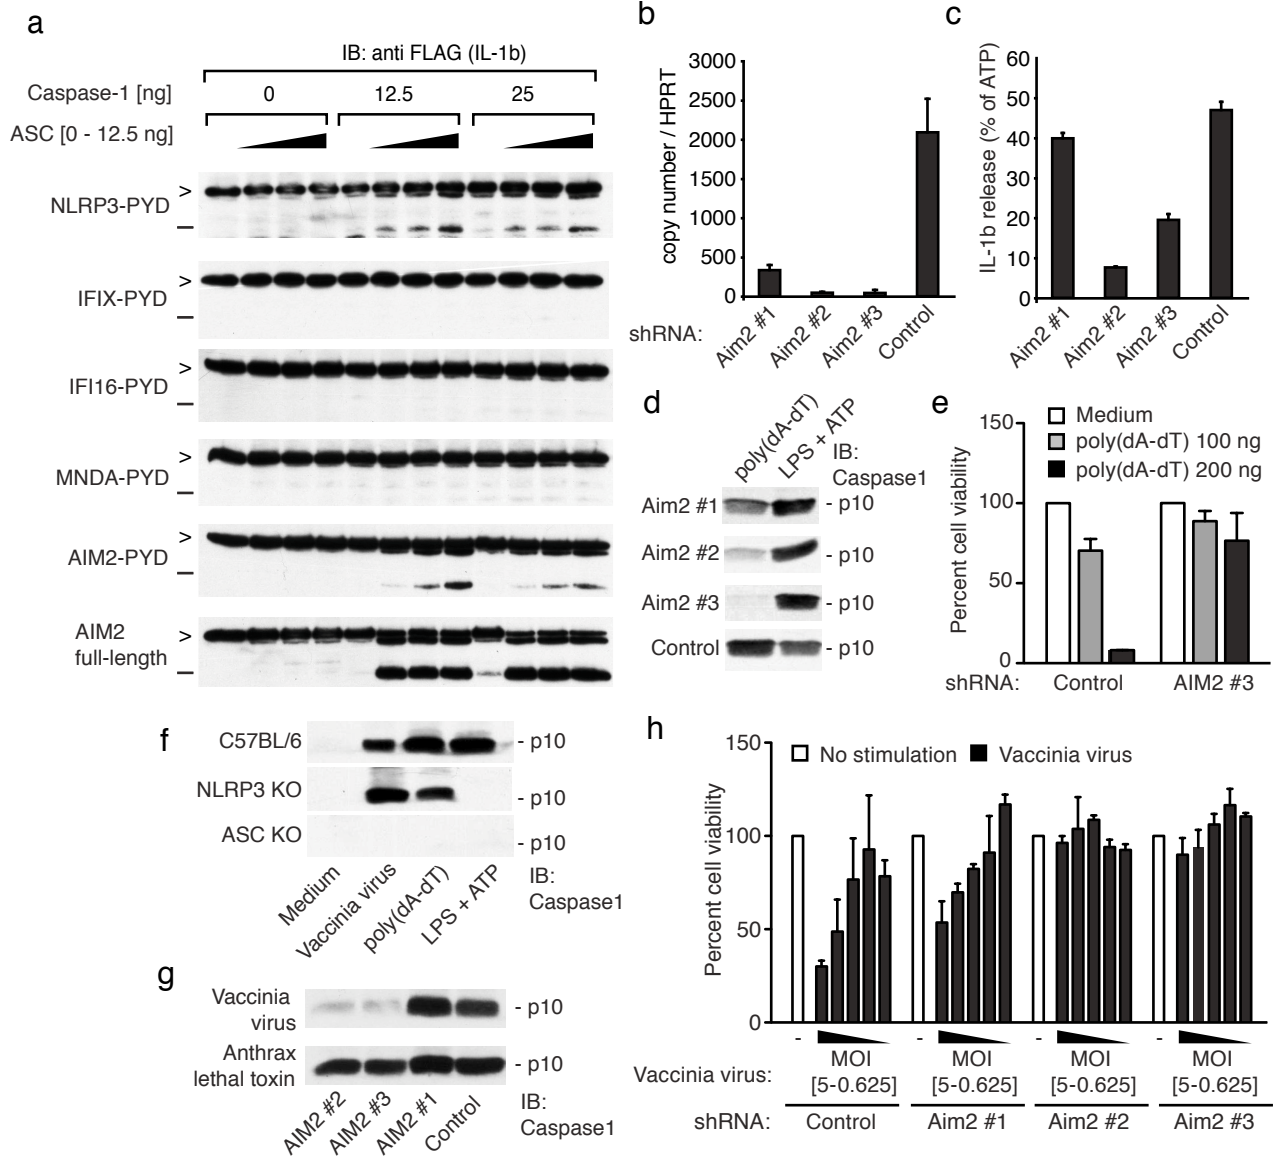 a
IB: anti FLAG (IL-1b)
Caspase-1 [ng]
0
12.5
25
ASC [0 - 12.5 ng]
NLRP3-PYD
>
IFIX-PYD
>
IFI16-PYD
>
MNDA-PYD
>
AIM2-PYD
>
AIM2
full-length
>
b
copy number / HPRT
3000
2500
2000
1500
1000
500
0
shRNA:
Aim2 #1
Aim2 #2
Aim2 #3
Control
c
IL-1b release (% of ATP)
60
50
40
30
20
10
0
Aim2 #1
Aim2 #2
Aim2 #3
Control
d
poly(dA-dT)
LPS + ATP
IB:
Caspase1
Aim2 #1
- p10
Aim2 #2
- p10
Aim2 #3
- p10
Control
- p10
e
Medium
poly(dA-dT) 100 ng
poly(dA-dT) 200 ng
Percent cell viability
150
100
50
0
shRNA:
Control
AIM2 #3
f
C57BL/6
- p10
NLRP3 KO
- p10
ASC KO
- p10
Medium
Vaccinia virus
poly(dA-dT)
LPS + ATP
IB:
Caspase1
g
Vaccinia
virus
- p10
Anthrax
lethal toxin
- p10
AIM2 #2
AIM2 #3
AIM2 #1
Control
IB:
Caspase1
h
No stimulation
Vaccinia virus
Percent cell viability
150
100
50
0
Vaccinia virus:
-
MOI
[5-0.625]
-
MOI
[5-0.625]
-
MOI
[5-0.625]
-
MOI
[5-0.625]
shRNA:
Control
Aim2 #1
Aim2 #2
Aim2 #3